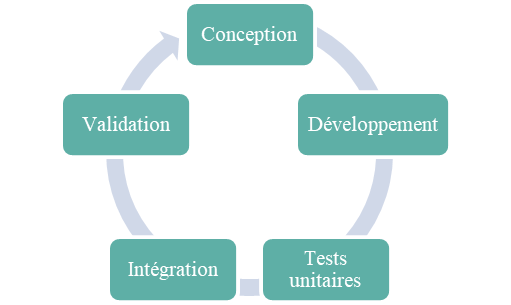 Conception
Développement
Tests
unitaires
Intégration
Validation